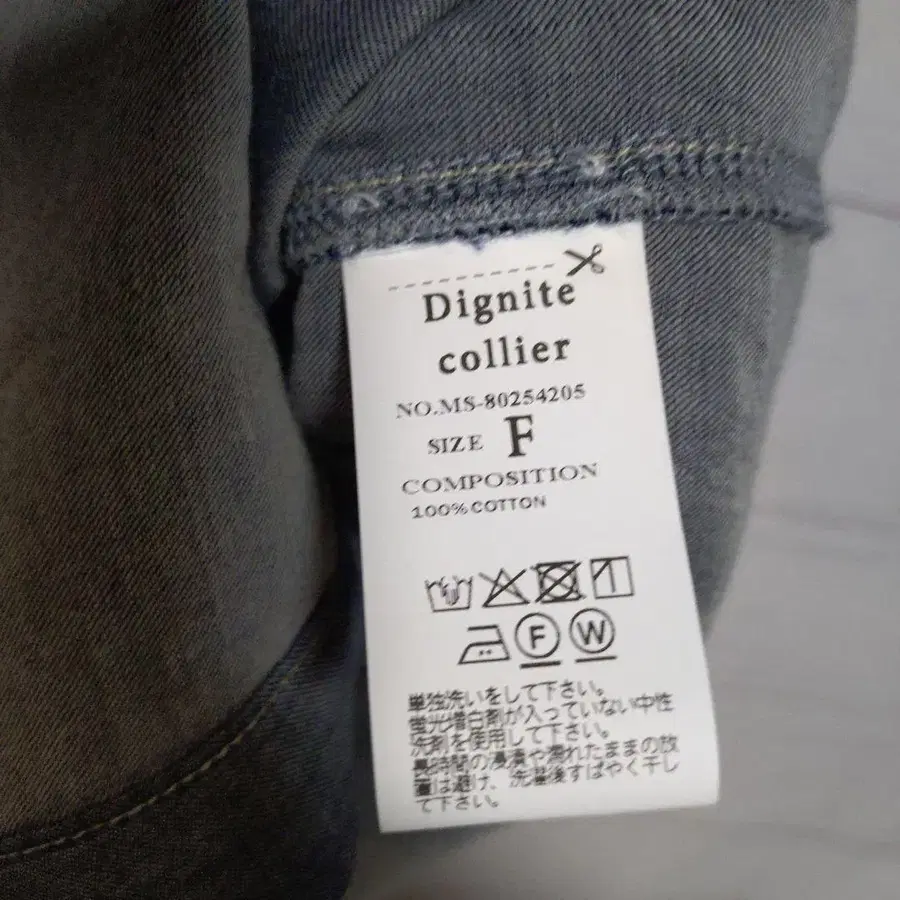 Dignite
collier
NO.MS-80254205
SIZE F
COMPOSITION
100%COTTON
F W
単独洗いをして下さい。
蛍光増白剤が入っていない中性
洗剤を使用して下さい。
長時間の浸漬や濡れたままの放
置は避け、洗濯後すばやく干し
て下さい。